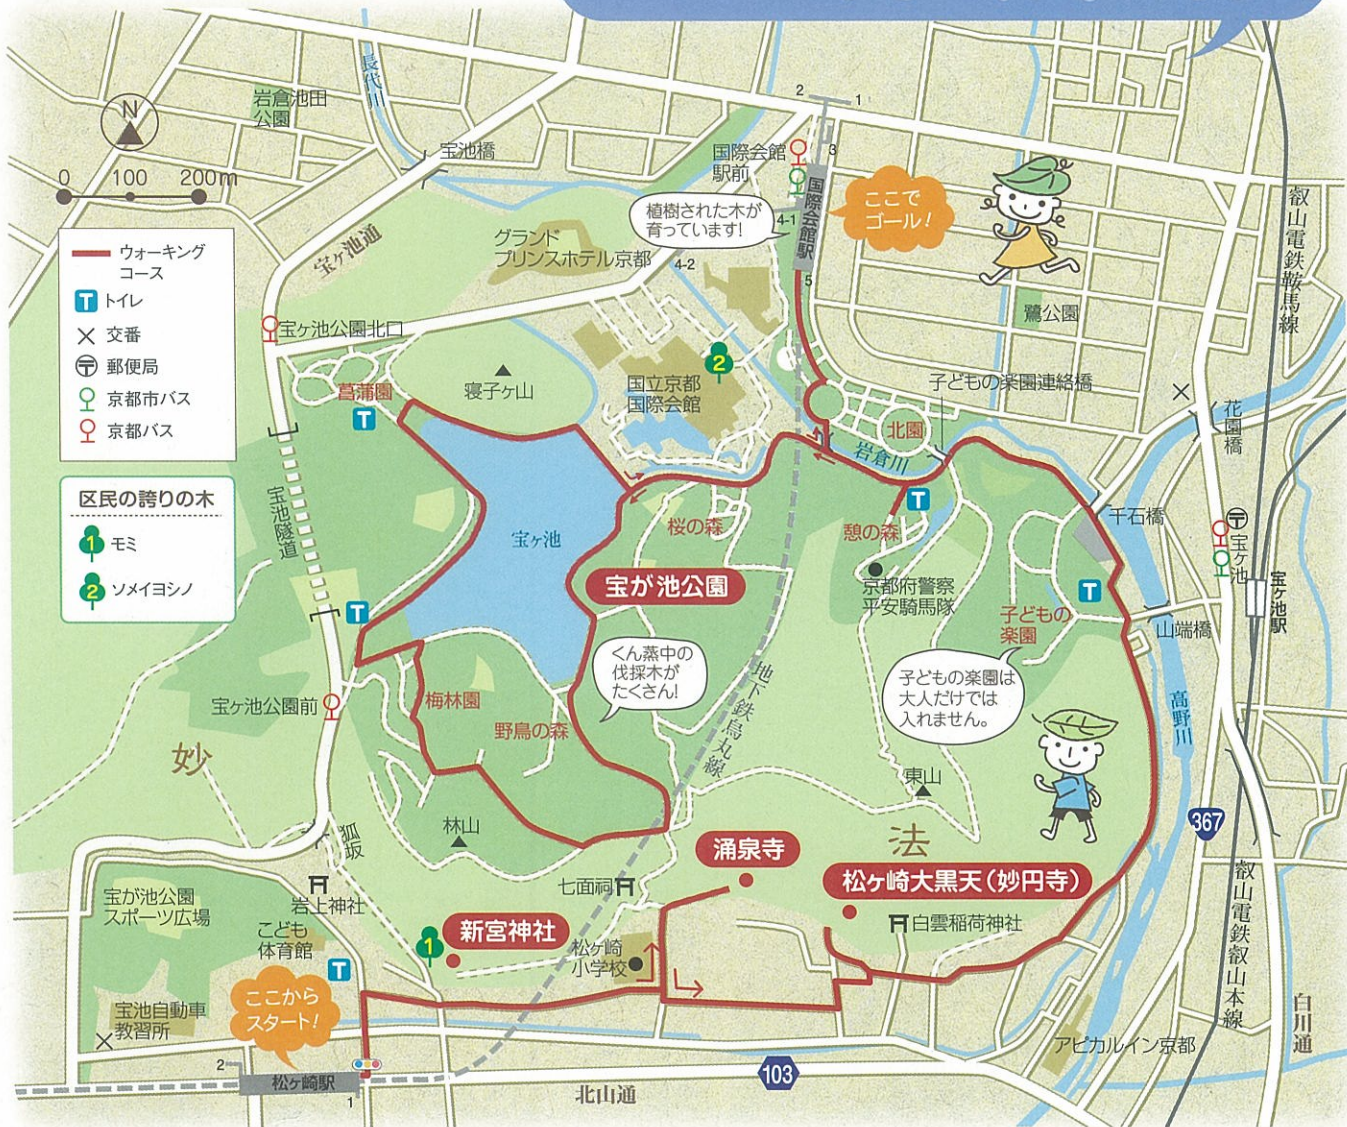 長代川
岩倉池田
公園
N
0 100 200m
宝池橋
宝ヶ池通
ウォーキング
コース
トイレ
交番
郵便局
京都市バス
京都バス
区民の誇りの木
1 モミ
2 ソメイヨシノ
2
1
3
国際会館
駅前
国際会館駅
植樹された木が
育っています!
4-1
4-2
5
ここで
ゴール!
グランド
プリンスホテル京都
叡山電鉄鞍馬線
鷺公園
宝ヶ池公園北口
菖蒲園
T
寝子ヶ山
2
国立京都
国際会館
子どもの楽園連絡橋
北園
岩倉川
花園橋
宝池隧道
宝ヶ池
桜の森
憩の森
T
千石橋
〒
宝ヶ池
宝ヶ池駅
宝が池公園
京都府警察
平安騎馬隊
T
子どもの
楽園
山端橋
T
くん蒸中の
伐採木が
たくさん!
子どもの楽園は
大人だけでは
入れません。
地下鉄烏丸線
高野川
宝ヶ池公園前
梅林園
野鳥の森
妙
東山
法
367
狐坂
林山
涌泉寺
松ヶ崎大黒天(妙円寺)
宝が池公園
スポーツ広場
岩上神社
七面祠
白雲稲荷神社
こども
体育館
T
1
新宮神社
松ヶ崎
小学校
叡山電鉄叡山本線
白川通
ここから
スタート!
宝池自動車
教習所
アピカルイン京都
2
松ヶ崎駅
1
103
北山通